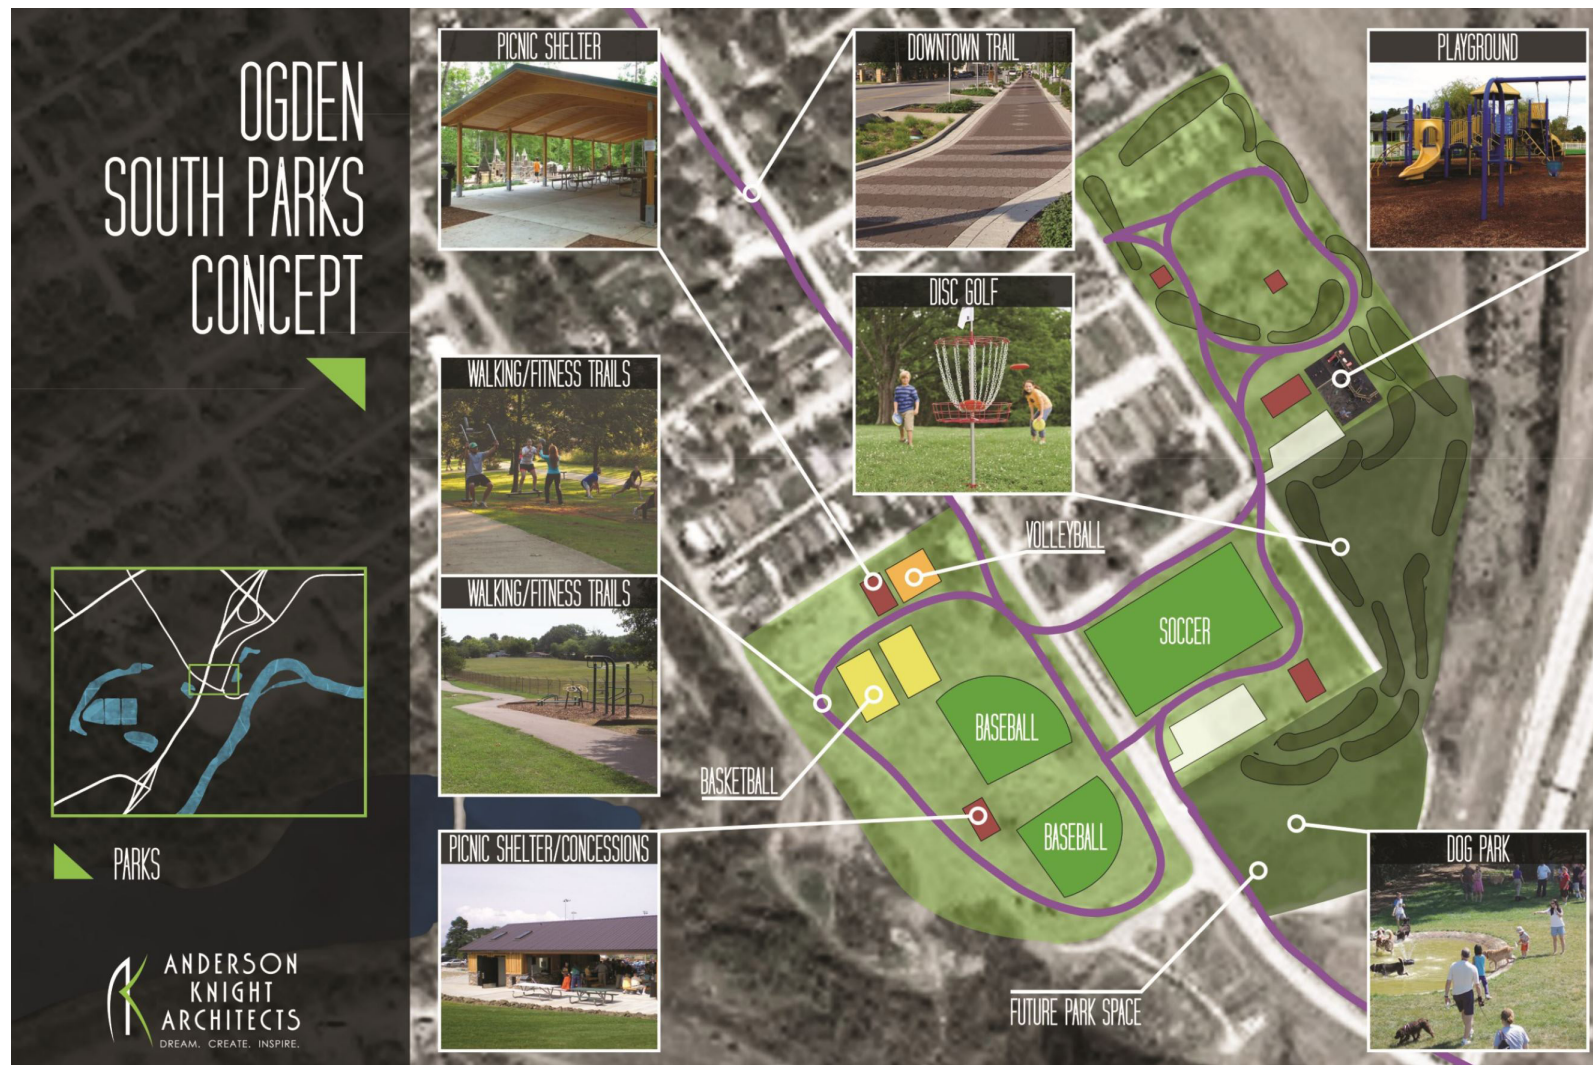 OGDEN
SOUTH PARKS
CONCEPT
PARKS
ANDERSON
KNIGHT
ARCHITECTS
DREAM. CREATE. INSPIRE.
PICNIC SHELTER
DOWNTOWN TRAIL
PLAYGROUND
DISC GOLF
WALKING/FITNESS TRAILS
WALKING/FITNESS TRAILS
VOLLEYBALL
SOCCER
BASEBALL
BASKETBALL
BASEBALL
PICNIC SHELTER/CONCESSIONS
DOG PARK
FUTURE PARK SPACE